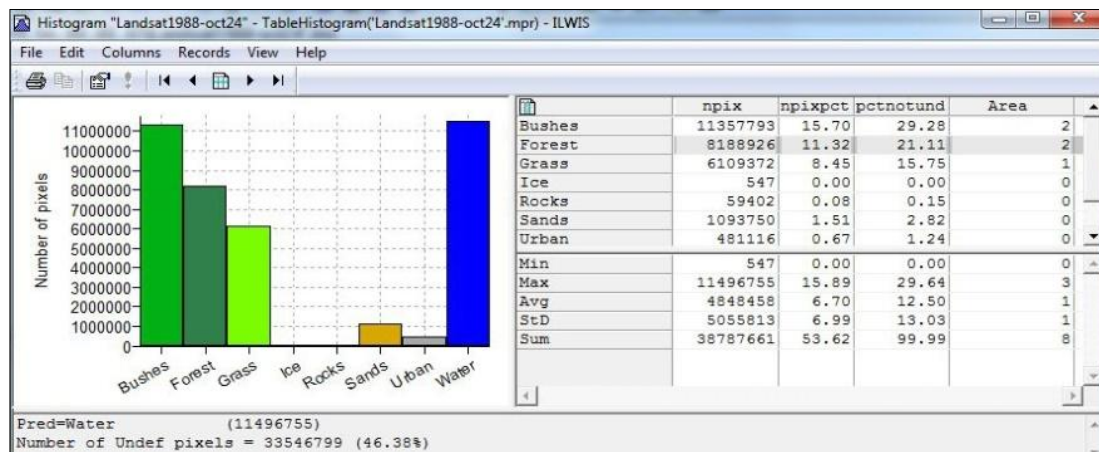 Histogram "Landsat1988-oct24" - TableHistogram('Landsat1988-oct24'.mpr) - ILWIS
File Edit Columns Records View Help
Number of pixels
11000000
10000000
9000000
8000000
7000000
6000000
5000000
4000000
3000000
2000000
1000000
0
Bushes Forest Grass Ice Rocks Sands Urban Water
npix npixpct pctnotund Area
Bushes 11357793 15.70 29.28 2
Forest 8188926 11.32 21.11 2
Grass 6109372 8.45 15.75 1
Ice 547 0.00 0.00 0
Rocks 59402 0.08 0.15 0
Sands 1093750 1.51 2.82 0
Urban 481116 0.67 1.24 0
Min 547 0.00 0.00 0
Max 11496755 15.89 29.64 3
Avg 4848458 6.70 12.50 1
StD 5055813 6.99 13.03 1
Sum 38787661 53.62 99.99 8
Pred=Water (11496755)
Number of Undef pixels = 33546799 (46.38%)